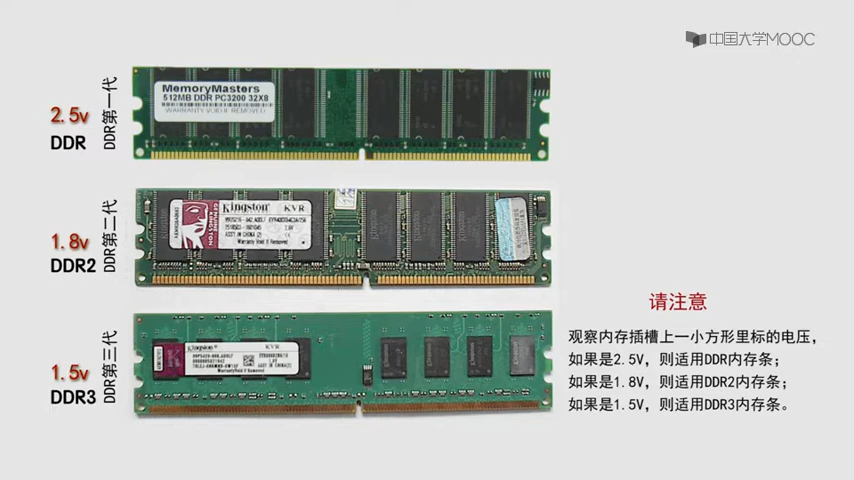 中国大学MOOC
2.5v
DDR
DDR第一代
MemoryMasters
512MB DDR PC3200 32X8
WARRANTY VOID IF REMOVED
1.8v
DDR2
DDR第二代
Kingston KVR
Warranty Void If Removed
1.5v
DDR3
DDR第三代
Kingston KVR
请注意
观察内存插槽上一小方形里标的电压，
如果是2.5V，则适用DDR内存条；
如果是1.8V，则适用DDR2内存条；
如果是1.5V，则适用DDR3内存条。